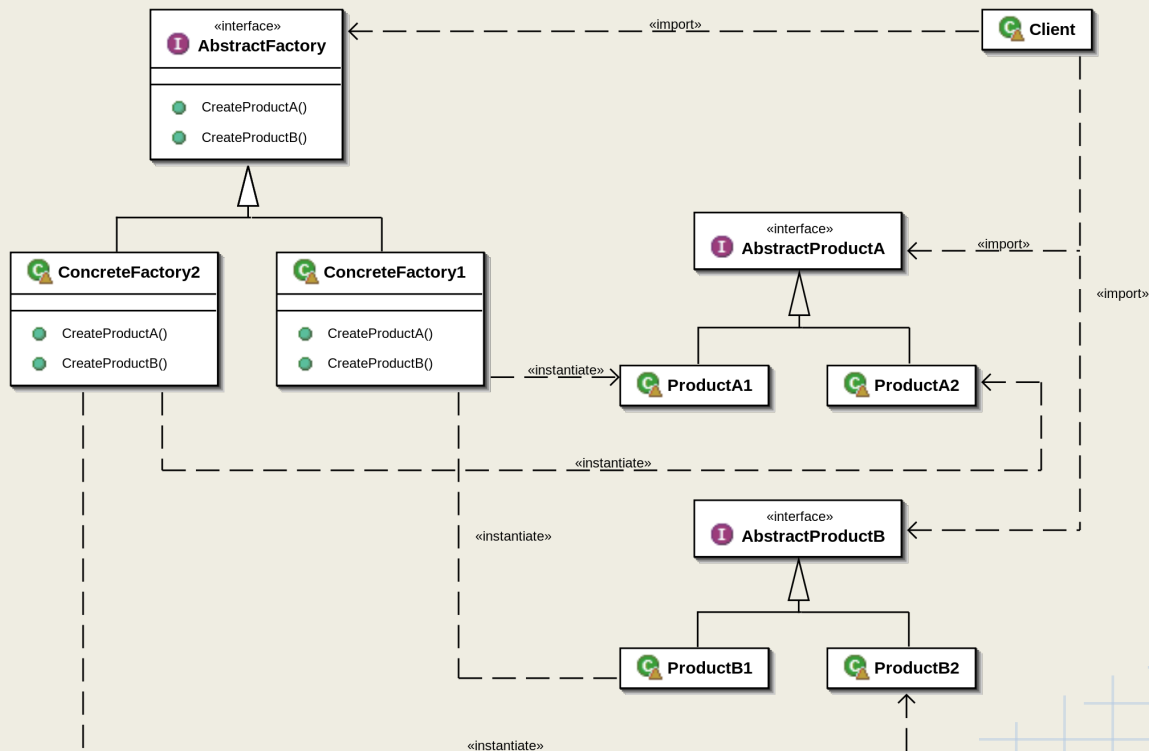 «interface»
AbstractFactory
CreateProductA()
CreateProductB()
«import»
Client
ConcreteFactory2
CreateProductA()
CreateProductB()
ConcreteFactory1
CreateProductA()
CreateProductB()
«interface»
AbstractProductA
«import»
«import»
«instantiate»
ProductA1
ProductA2
«instantiate»
«interface»
AbstractProductB
«instantiate»
ProductB1
ProductB2
«instantiate»